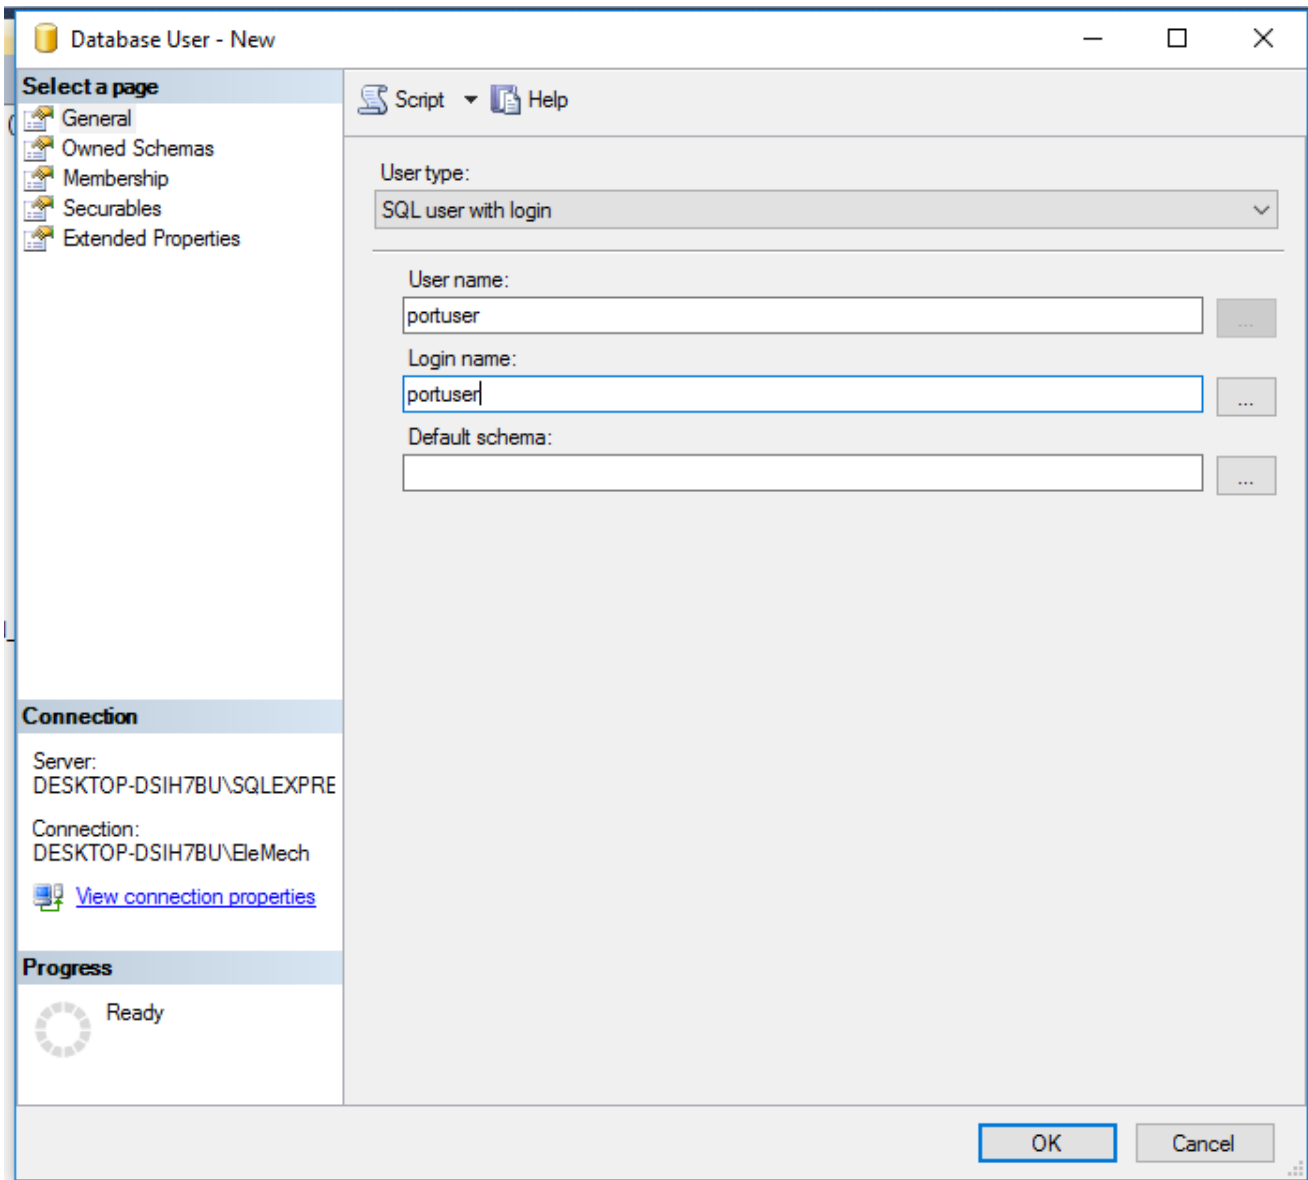 Database User - New
Select a page
General
Owned Schemas
Membership
Securables
Extended Properties
Script
Help
User type:
SQL user with login
User name:
portuser
...
Login name:
portuser
...
Default schema:
...
Connection
Server:
DESKTOP-DSIH7BU\SQLEXPRE
Connection:
DESKTOP-DSIH7BU\EleMech
View connection properties
Progress
Ready
OK
Cancel